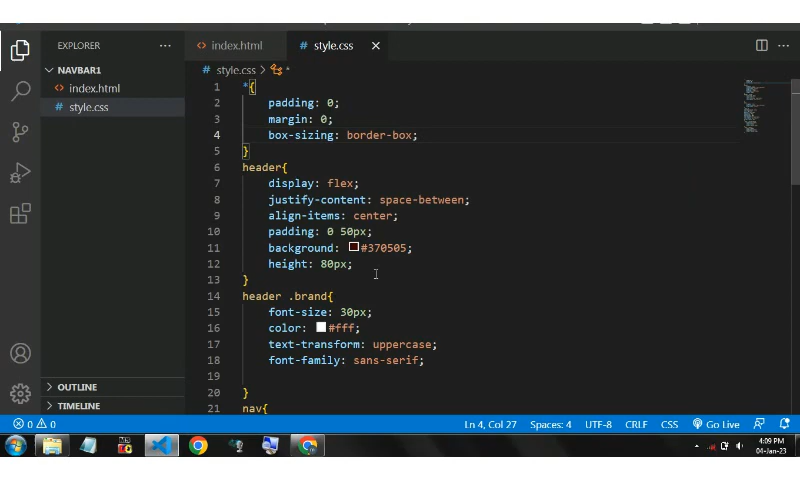 EXPLORER
index.html
style.css
NAVBAR1
index.html
style.css
OUTLINE
TIMELINE
style.css > *
1 *{
2 padding: 0;
3 margin: 0;
4 box-sizing: border-box;
5 }
6 header{
7 display: flex;
8 justify-content: space-between;
9 align-items: center;
10 padding: 0 50px;
11 background: #370505;
12 height: 80px;
13 }
14 header .brand{
15 font-size: 30px;
16 color: #fff;
17 text-transform: uppercase;
18 font-family: sans-serif;
19
20 }
21 nav{
0 0 Ln 4, Col 27 Spaces: 4 UTF-8 CRLF CSS Go Live
4:09 PM
04-Jan-23